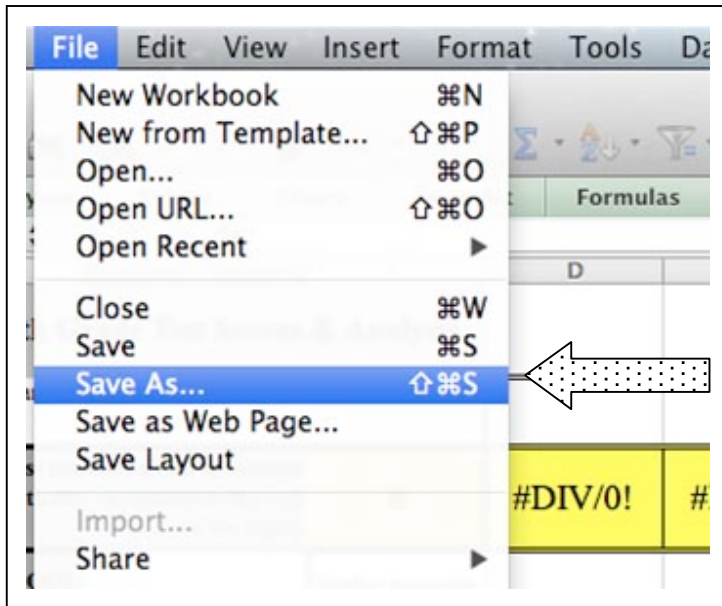 File Edit View Insert Format Tools Da
New Workbook ⌘N
New from Template... ⇧⌘P
Open... ⌘O
Open URL... ⇧⌘O
Formulas
Open Recent ▶
D
Close ⌘W
Save ⌘S
Save As... ⇧⌘S
Save as Web Page...
Save Layout
#DIV/0! #
Import...
Share ▶